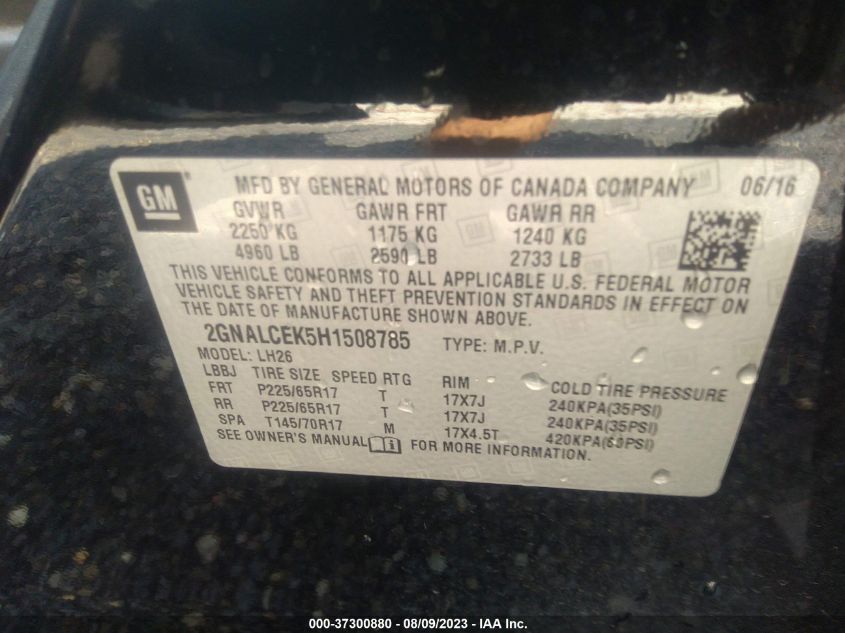 GM ® MFD BY GENERAL MOTORS OF CANADA COMPANY 06/16
GVWR GAWR FRT GAWR RR
2250 KG 1175 KG 1240 KG
4960 LB 2590 LB 2733 LB
THIS VEHICLE CONFORMS TO ALL APPLICABLE U.S. FEDERAL MOTOR
VEHICLE SAFETY AND THEFT PREVENTION STANDARDS IN EFFECT ON
THE DATE OF MANUFACTURE SHOWN ABOVE.
2GNALCEK5H1508785 TYPE: M.P.V.
MODEL: LH26
LBBJ TIRE SIZE SPEED RTG RIM COLD TIRE PRESSURE
FRT P225/65R17 T 17X7J 240KPA(35PSI)
RR P225/65R17 T 17X7J 240KPA(35PSI)
SPA T145/70R17 M 17X4.5T 420KPA(60PSI)
SEE OWNER'S MANUAL FOR MORE INFORMATION.
000-37300880 / 08/09/2023 - IAA Inc.